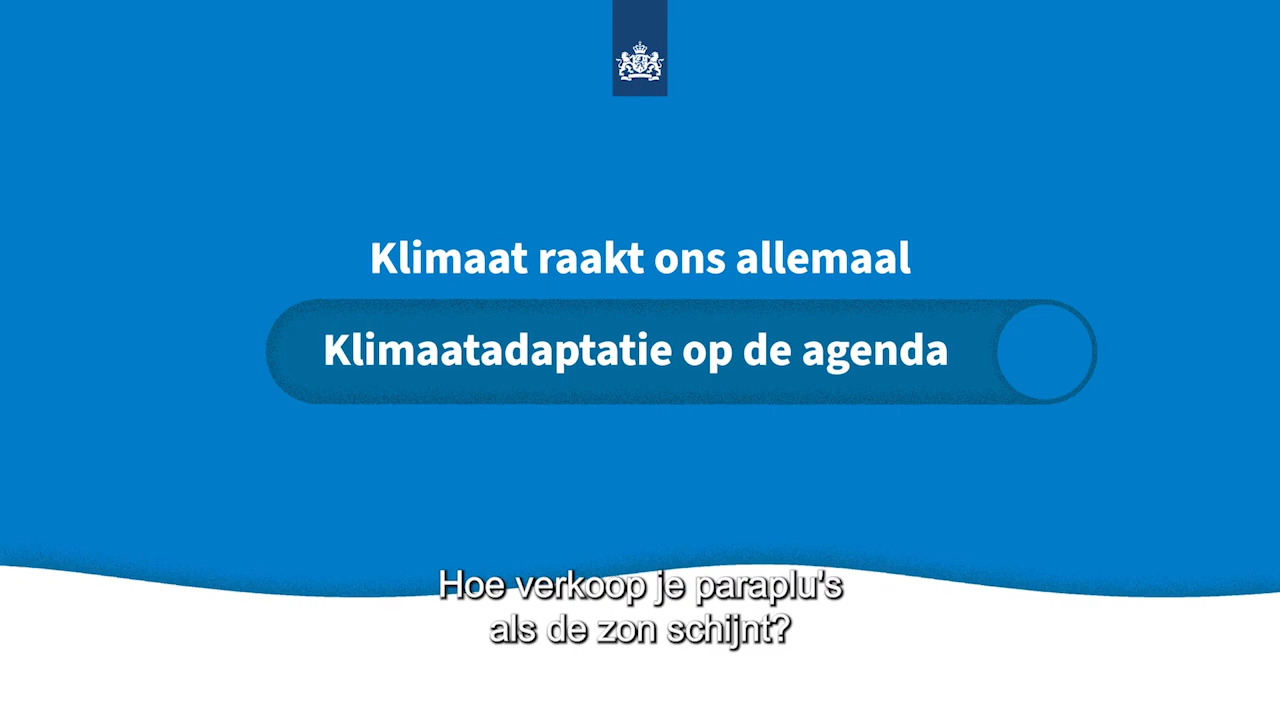 Klimaat raakt ons allemaal
Klimaatadaptatie op de agenda
Hoe verkoop je paraplu's
als de zon schijnt?